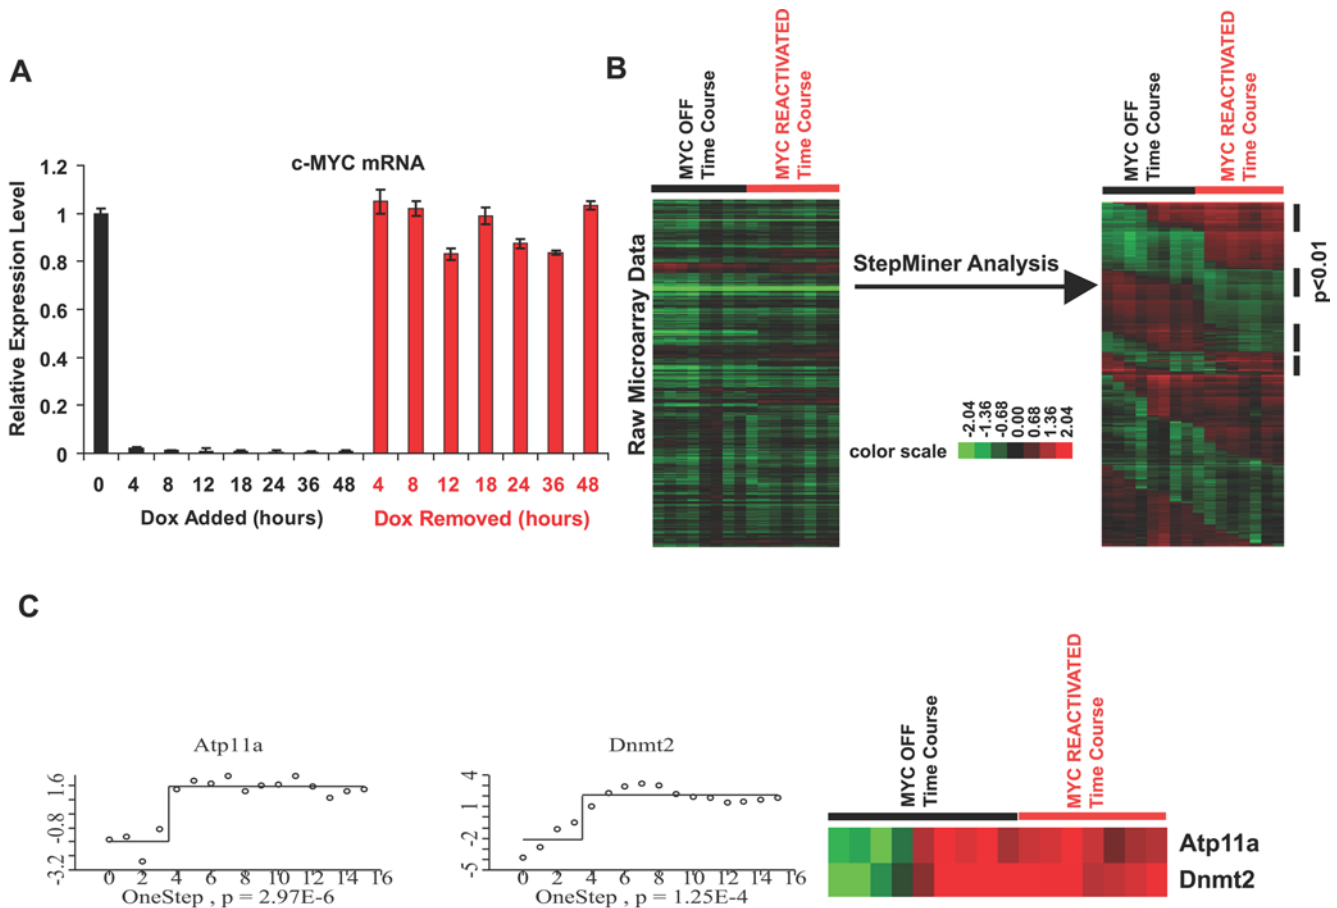 A
c-MYC mRNA
Relative Expression Level
1.2
1
0.8
0.6
0.4
0.2
0
0 4 8 12 18 24 36 48 4 8 12 18 24 36 48
Dox Added (hours) Dox Removed (hours)
B
MYC OFF
Time Course
MYC REACTIVATED
Time Course
Raw Microarray Data
StepMiner Analysis
MYC OFF
Time Course
MYC REACTIVATED
Time Course
p<0.01
color scale
-2.04
-1.36
-0.68
0.00
0.68
1.36
2.04
C
Atp11a
1.6
-0.8
-3.2
0 2 4 6 8 10 12 14 16
OneStep , p = 2.97E-6
Dnmt2
4
1
-2
-5
0 2 4 6 8 10 12 14 16
OneStep , p = 1.25E-4
MYC OFF
Time Course
MYC REACTIVATED
Time Course
Atp11a
Dnmt2